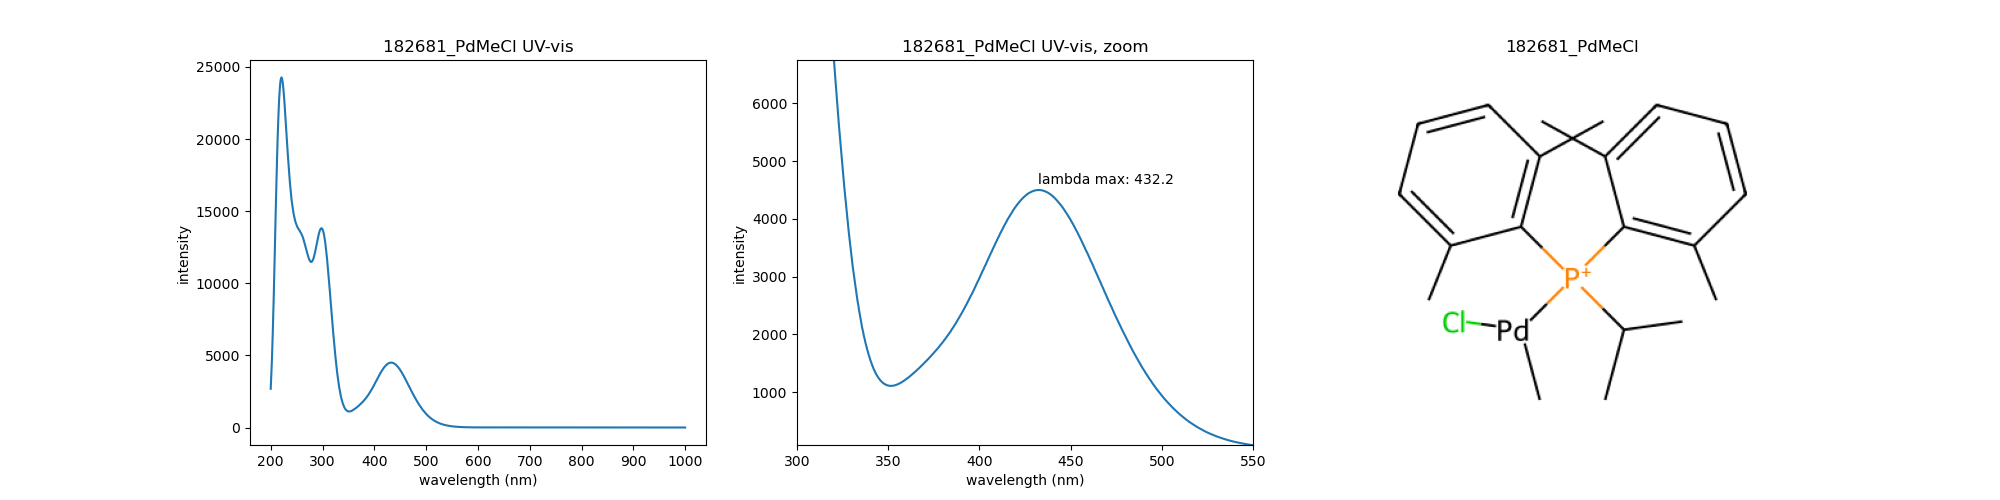 182681_PdMeCl UV-vis
25000
20000
15000
10000
5000
0
intensity
200 300 400 500 600 700 800 900 1000
wavelength (nm)
182681_PdMeCl UV-vis, zoom
6000
5000
4000
3000
2000
1000
intensity
lambda max: 432.2
300 350 400 450 500 550
wavelength (nm)
182681_PdMeCl
P+
Cl
Pd